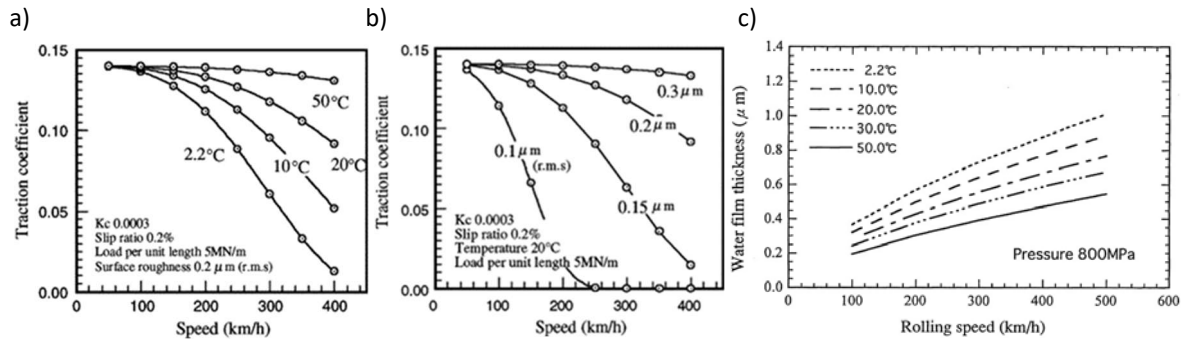 a)
0.15
0.10
0.05
0.00
0
100
200
300
400
Traction coefficient
Speed (km/h)
50°C
20°C
10°C
2.2°C
Kc 0.0003
Slip ratio 0.2%
Load per unit length 5MN/m
Surface roughness 0.2 μm (r.m.s)
b)
0.15
0.10
0.05
0.00
0
100
200
300
400
Traction coefficient
Speed (km/h)
0.3 μm
0.2 μm
0.1 μm
(r.m.s)
0.15 μm
Kc 0.0003
Slip ratio 0.2%
Temperature 20°C
Load per unit length 5MN/m
c)
1.4
1.2
1.0
0.8
0.6
0.4
0.2
0
0
100
200
300
400
500
600
Water film thickness (μm)
Rolling speed (km/h)
2.2℃
10.0℃
20.0℃
30.0℃
50.0℃
Pressure 800MPa